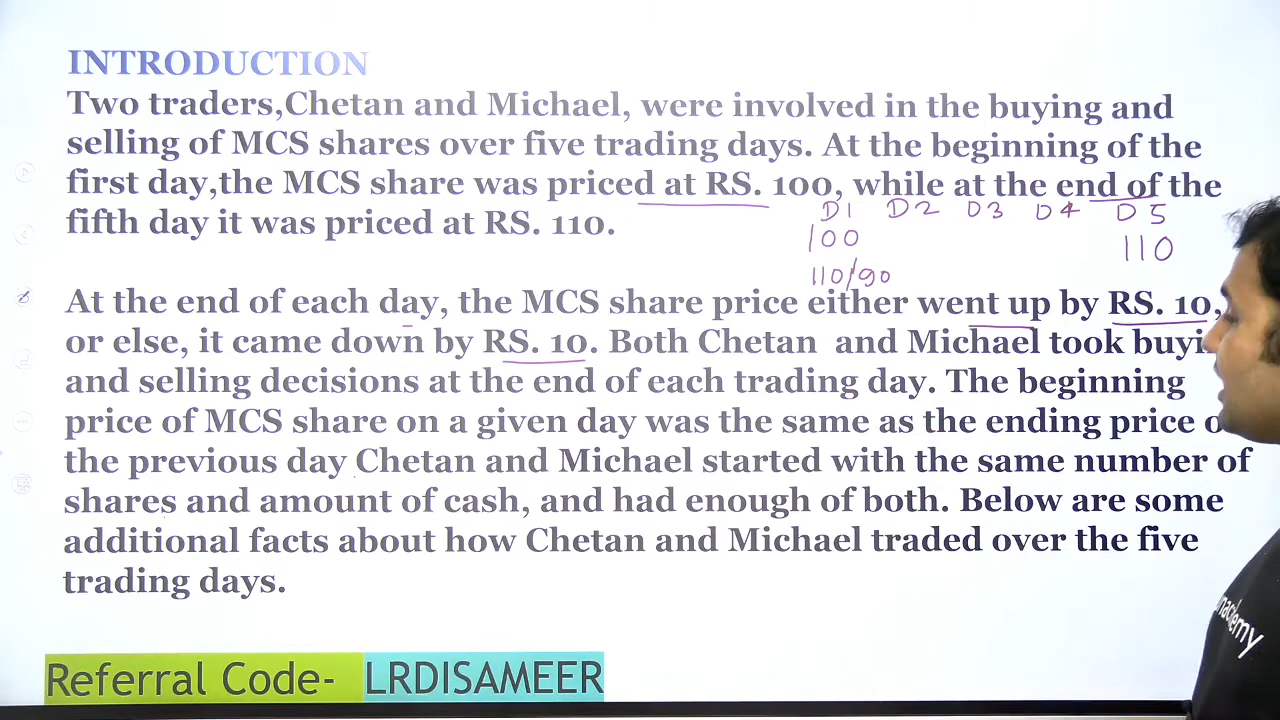 INTRODUCTION
Two traders,Chetan and Michael, were involved in the buying and
selling of MCS shares over five trading days. At the beginning of the
first day,the MCS share was priced at RS. 100, while at the end of the
D1 D2 D3 D4 D5
fifth day it was priced at RS. 110.
100 110
110/90
At the end of each day, the MCS share price either went up by RS. 10,
or else, it came down by RS. 10. Both Chetan and Michael took
and selling decisions at the end of each trading day. The beginning
price of MCS share on a given day was the same as the ending price
the previous day Chetan and Michael started with the same number of
shares and amount of cash, and had enough of both. Below are some
additional facts about how Chetan and Michael traded over the five
trading days.
Referral Code- LRDISAMEER